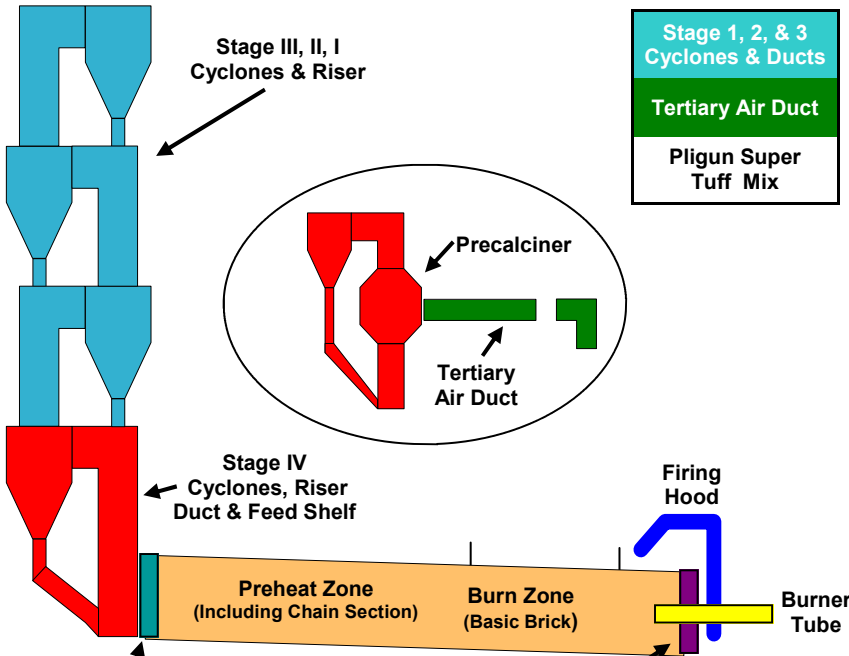 Stage III, II, I
Cyclones & Riser
Stage 1, 2, & 3
Cyclones & Ducts
Tertiary Air Duct
Pligun Super
Tuff Mix
Precalciner
Tertiary
Air Duct
Stage IV
Cyclones, Riser
Duct & Feed Shelf
Firing
Hood
Preheat Zone
(Including Chain Section)
Burn Zone
(Basic Brick)
Burner
Tube